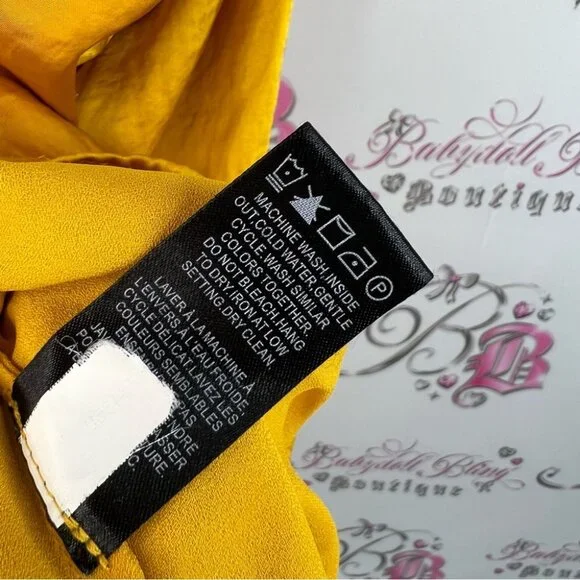 P
MACHINE WASH,INSIDE
OUT.COLD WATER,GENTLE
CYCLE.WASH SIMILAR
COLORS TOGETHER.
DO NOT BLEACH.HANG
TO DRY.IRON AT LOW
SETTING.DRY CLEAN.
LAVER À LA MACHINE À
L'ENVERS.À L'EAU FROIDE,
CYCLE DÉLICAT.LAVEZ LES
COULEURS SEMBLABLES
ENSEMBLE
Babydoll Bling
Boutique
BB
Babydoll Bling
Boutique
B